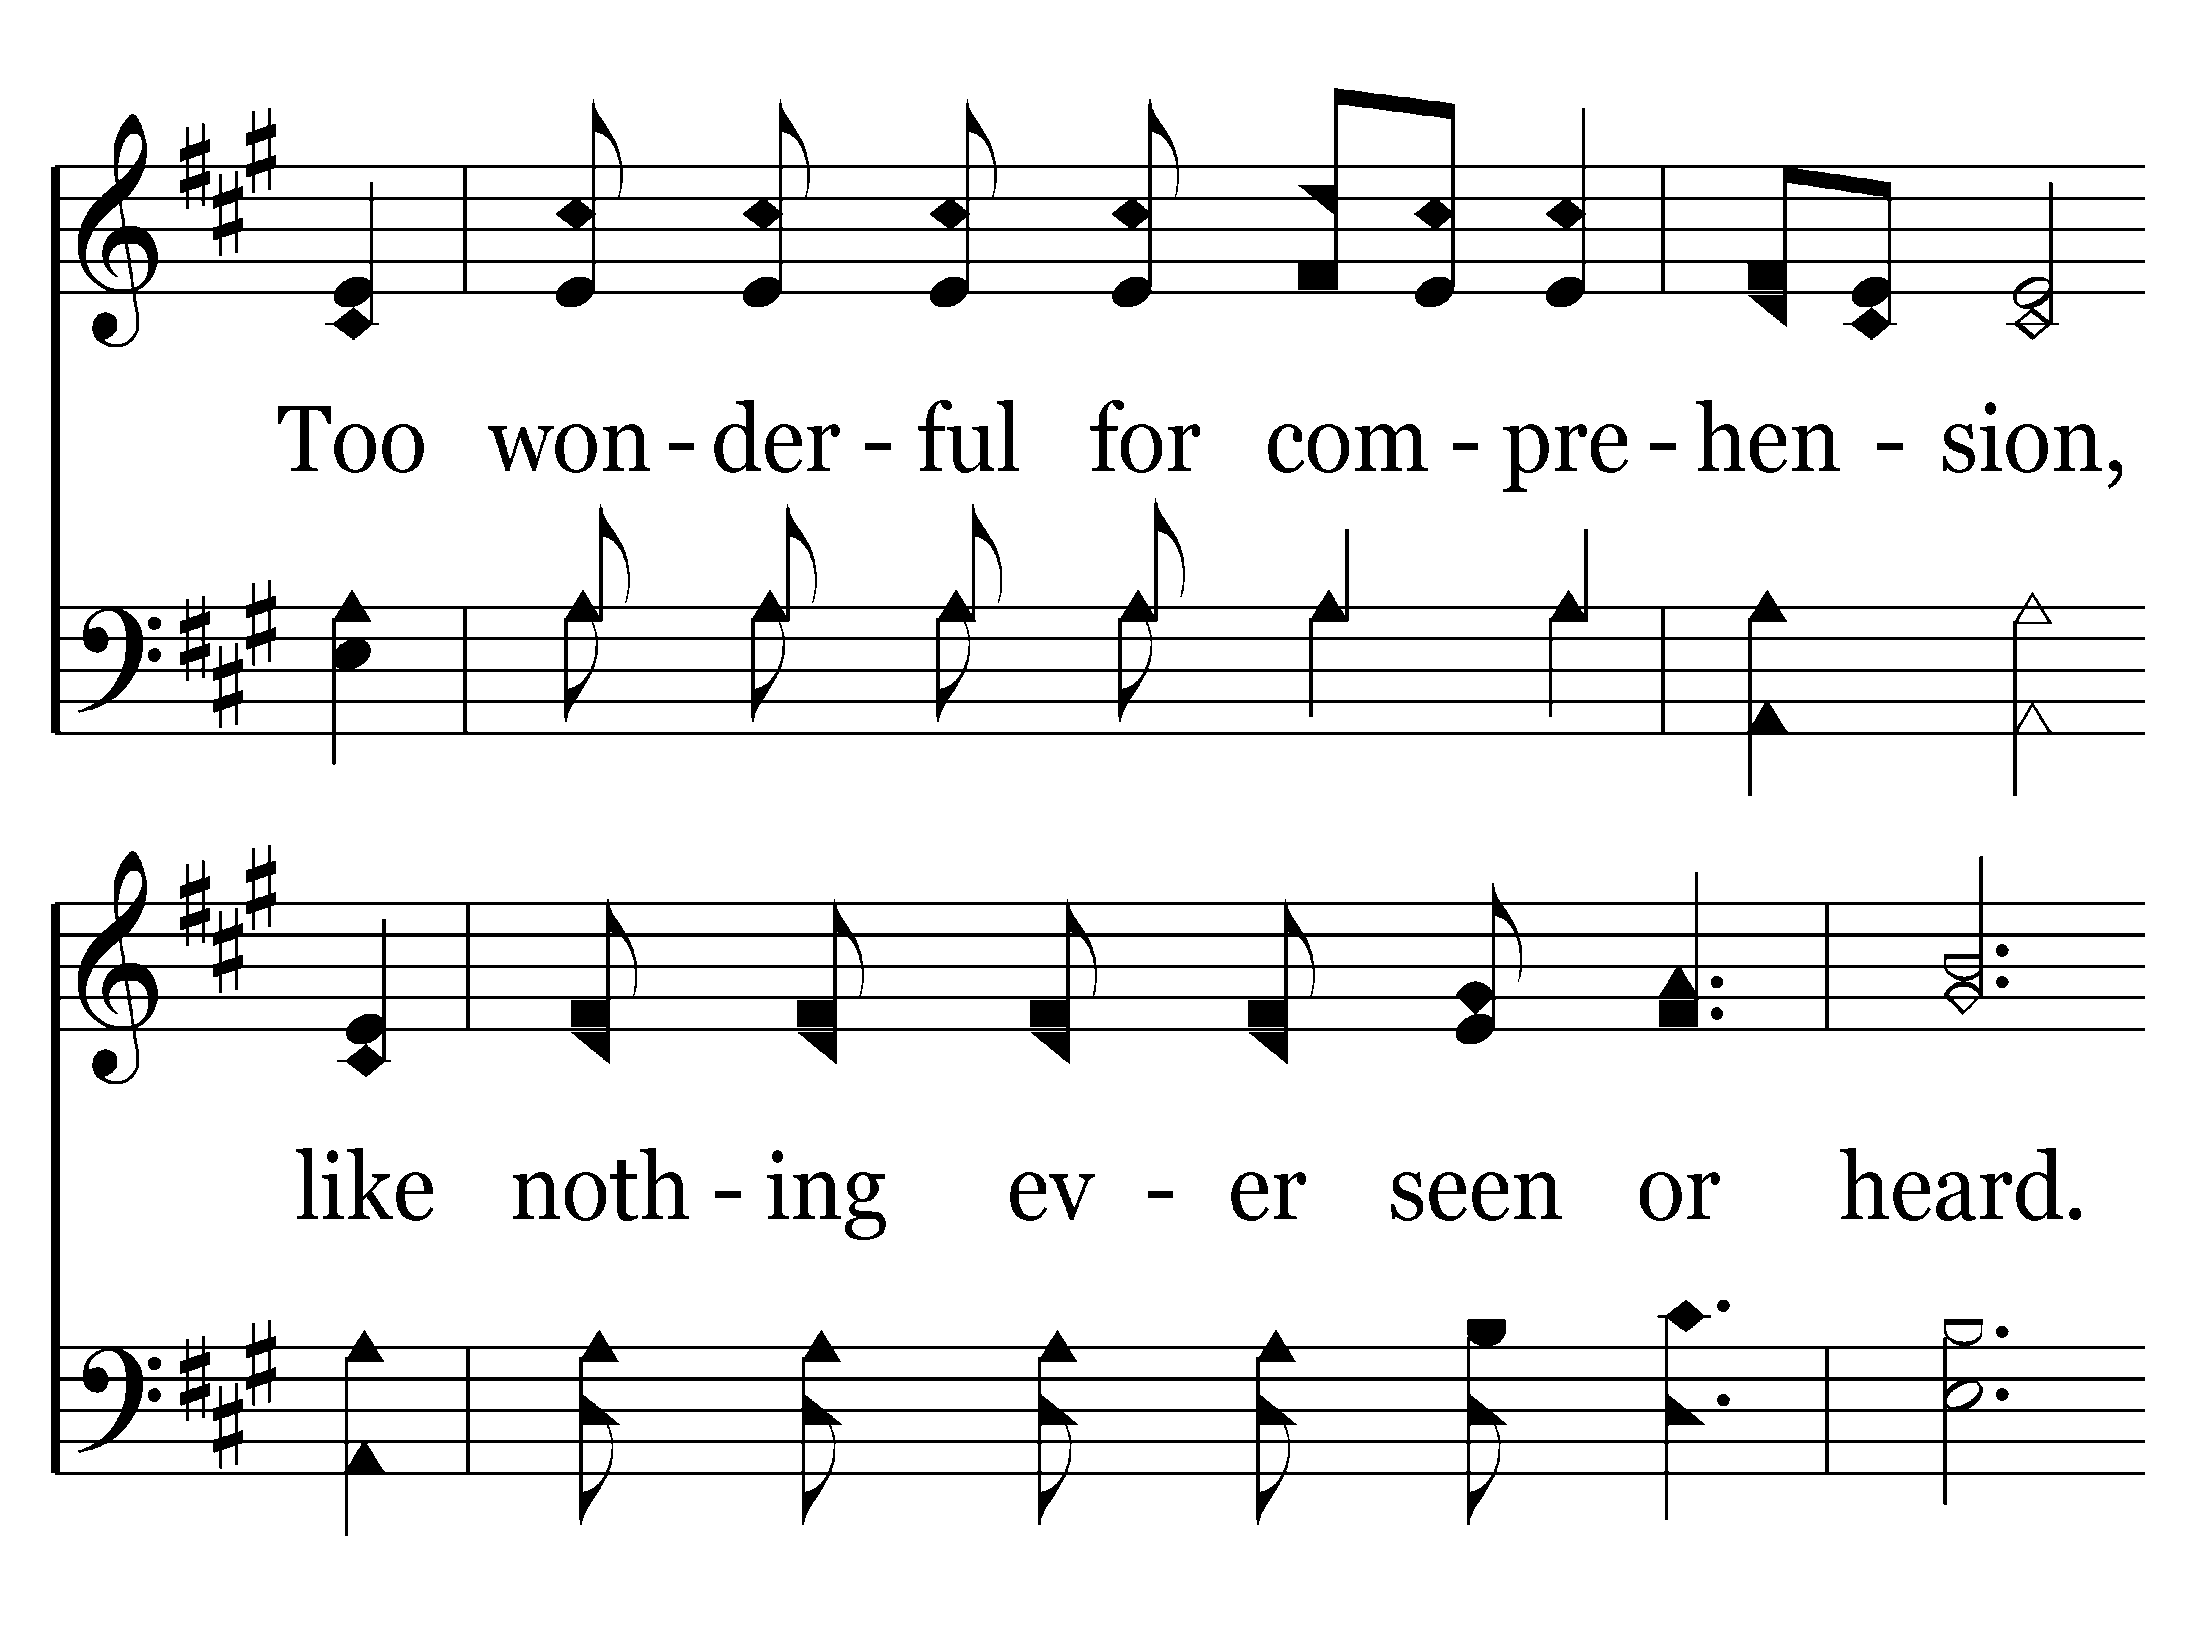 Too won - der - ful for com - pre - hen - sion,
like noth - ing ev - er seen or heard.